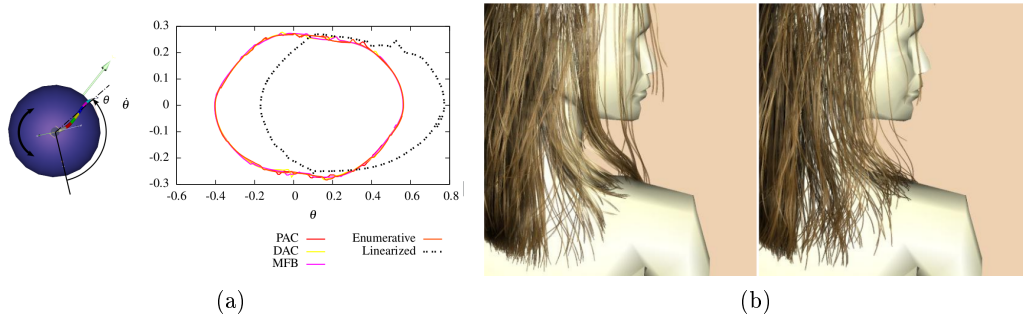 θ
θ̇
0.3
0.2
0.1
0
-0.1
-0.2
-0.3
-0.6 -0.4 -0.2 0 0.2 0.4 0.6 0.8
θ
PAC Enumerative
DAC Linearized
MFB
(a) (b)